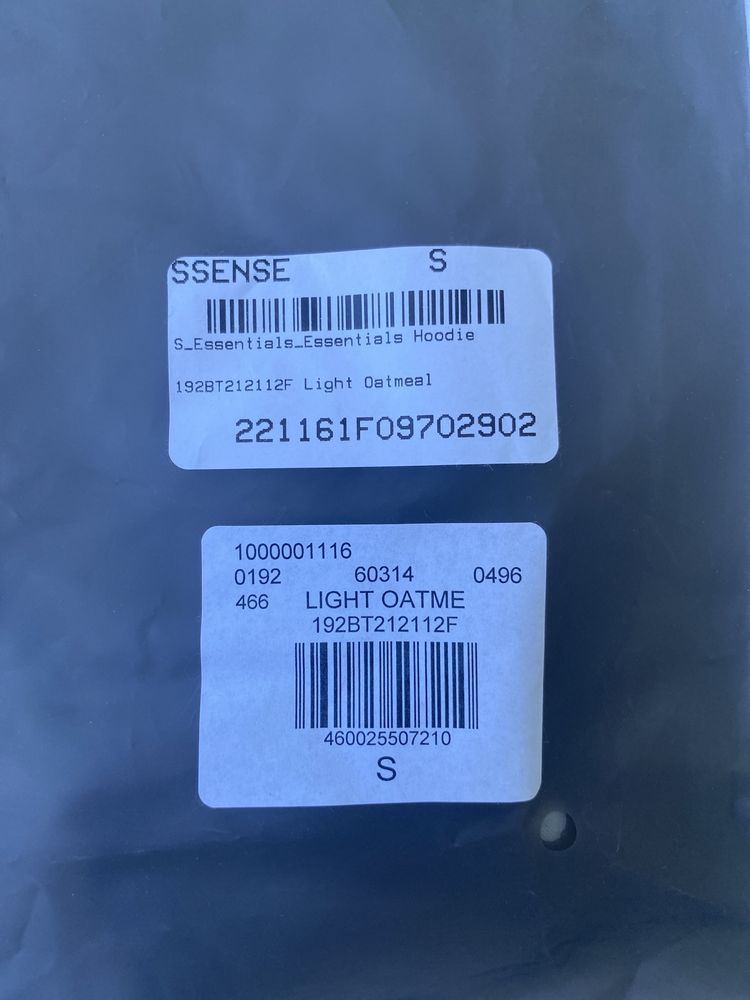 SSENSE S
S_Essentials_Essentials Hoodie
192BT212112F Light Oatmeal
221161F09702902
1000001116
0192 60314 0496
466 LIGHT OATME
192BT212112F
460025507210
S